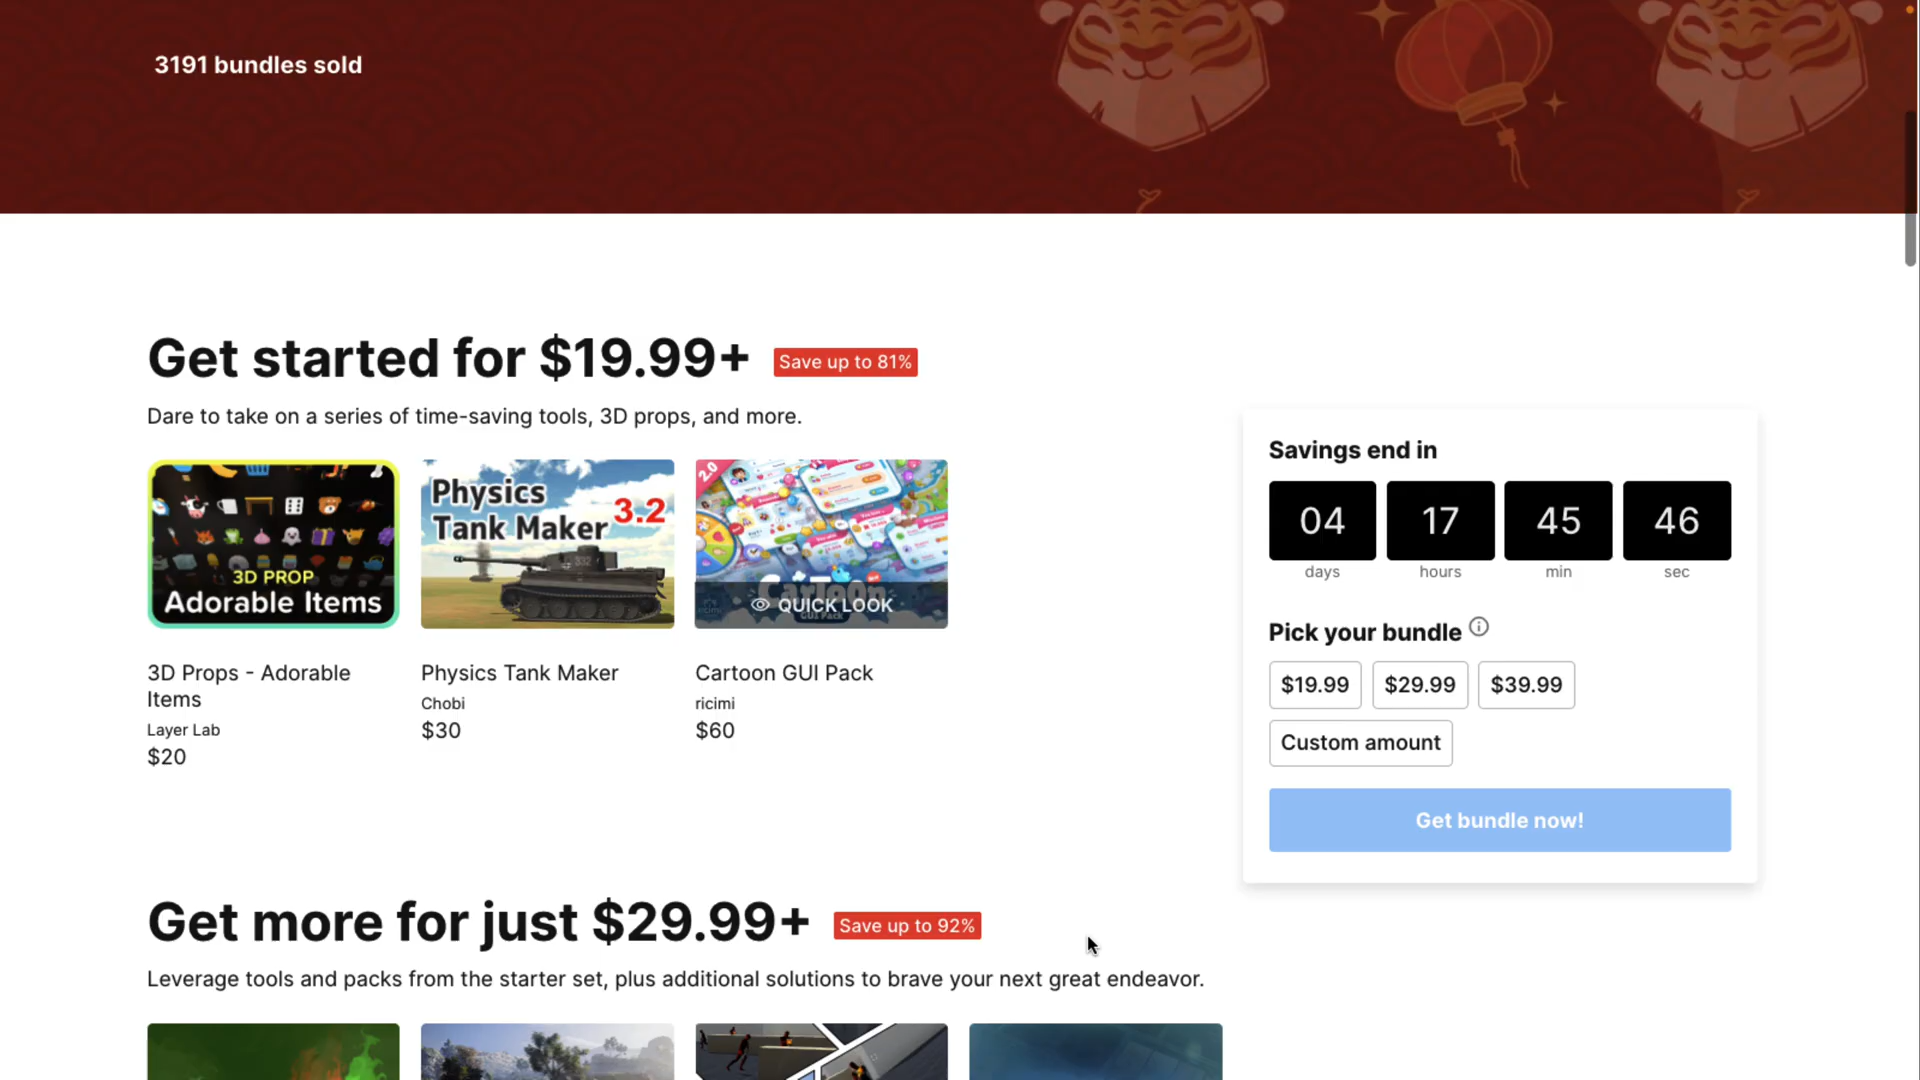 3191 bundles sold
Get started for $19.99+
Save up to 81%
Dare to take on a series of time-saving tools, 3D props, and more.
3D PROP
Adorable Items
Physics
Tank Maker
3.2
2.0
CarToon
GUI Pack
QUICK LOOK
3D Props - Adorable
Items
Layer Lab
$20
Physics Tank Maker
Chobi
$30
Cartoon GUI Pack
ricimi
$60
Savings end in
04 17 45 46
days hours min sec
Pick your bundle
$19.99 $29.99 $39.99
Custom amount
Get bundle now!
Get more for just $29.99+
Save up to 92%
Leverage tools and packs from the starter set, plus additional solutions to brave your next great endeavor.